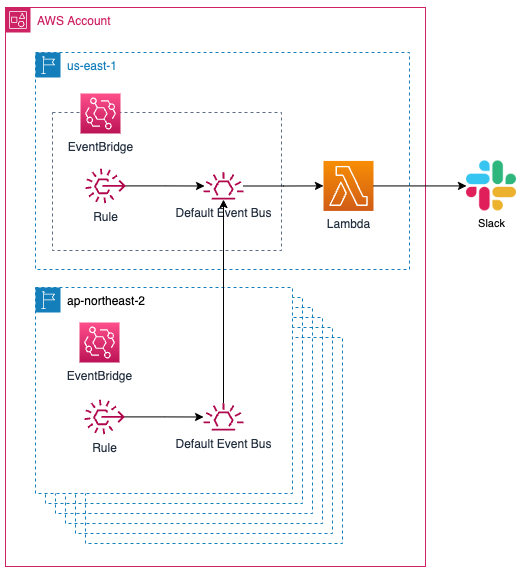 AWS Account
us-east-1
EventBridge
Rule
Default Event Bus
Lambda
Slack
ap-northeast-2
EventBridge
Rule
Default Event Bus